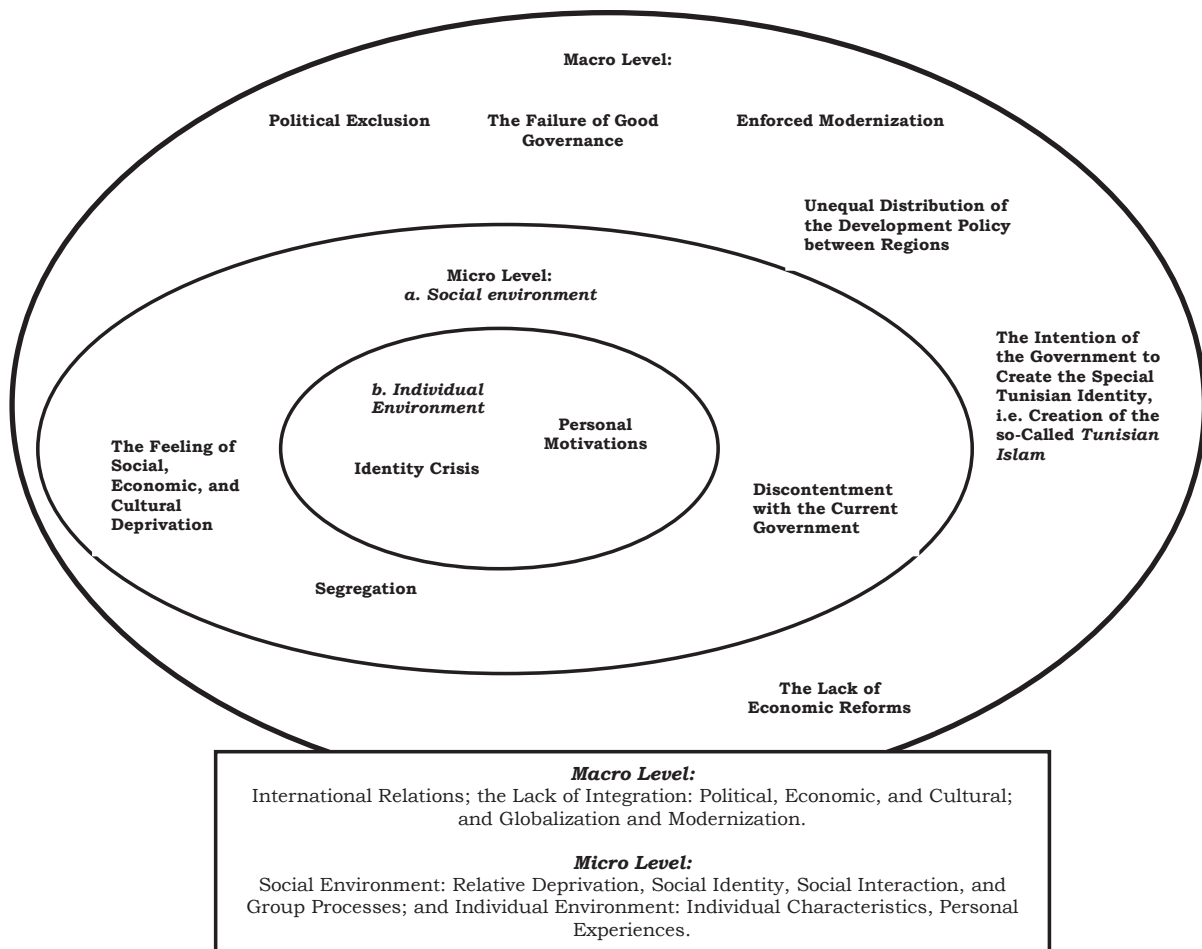 Macro Level:
Political Exclusion
The Failure of Good
Governance
Enforced Modernization
Unequal Distribution of
the Development Policy
between Regions
Micro Level:
a. Social environment
The Intention of
the Government to
Create the Special
Tunisian Identity,
i.e. Creation of the
so-Called Tunisian
Islam
b. Individual
Environment
Personal
Motivations
Identity Crisis
The Feeling of
Social,
Economic, and
Cultural
Deprivation
Discontentment
with the Current
Government
Segregation
The Lack of
Economic Reforms
Macro Level:
International Relations; the Lack of Integration: Political, Economic, and Cultural;
and Globalization and Modernization.
Micro Level:
Social Environment: Relative Deprivation, Social Identity, Social Interaction, and
Group Processes; and Individual Environment: Individual Characteristics, Personal
Experiences.